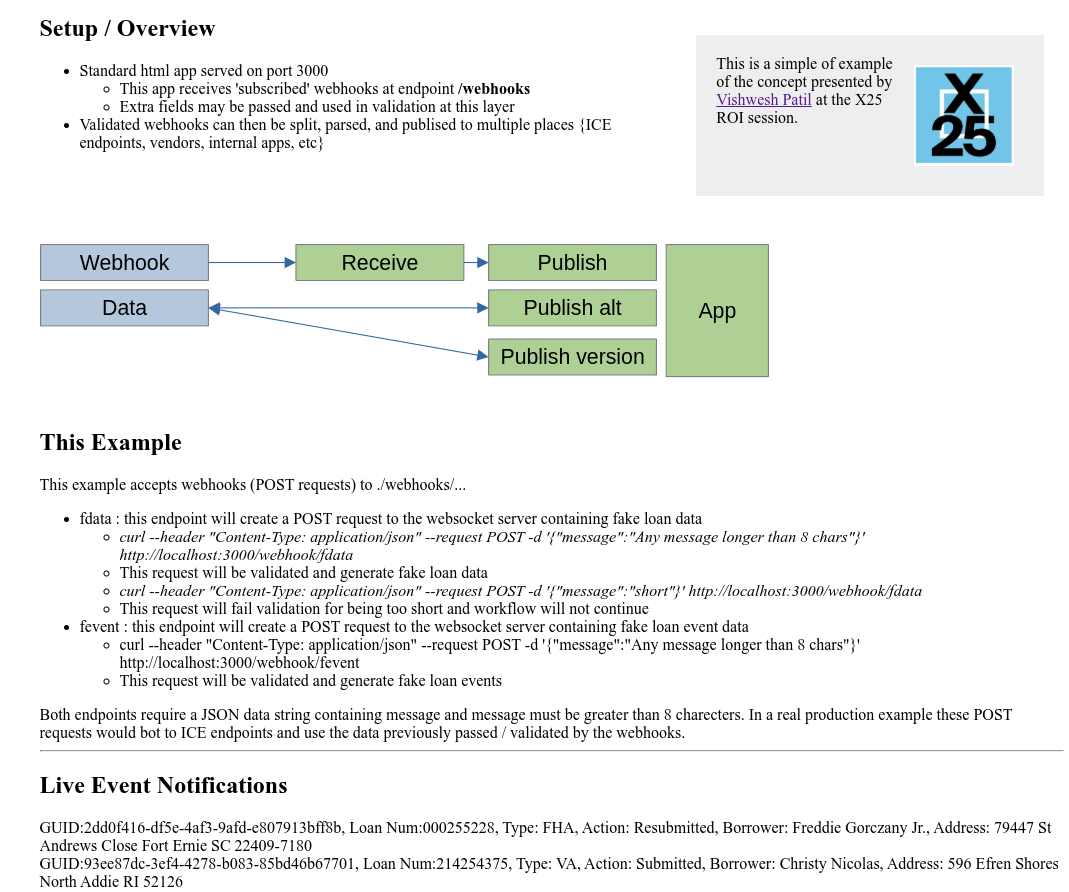 Setup / Overview
Standard html app served on port 3000
This app receives 'subscribed' webhooks at endpoint /webhooks
Extra fields may be passed and used in validation at this layer
Validated webhooks can then be split, parsed, and publised to multiple places {ICE
endpoints, vendors, internal apps, etc}
This is a simple of example
of the concept presented by
Vishwesh Patil at the X25
ROI session.
X
25
Webhook
Receive
Publish
Data
Publish alt
App
Publish version
This Example
This example accepts webhooks (POST requests) to ./webhooks/...
fdata : this endpoint will create a POST request to the websocket server containing fake loan data
curl --header "Content-Type: application/json" --request POST -d '{"message":"Any message longer than 8 chars"}'
http://localhost:3000/webhook/fdata
This request will be validated and generate fake loan data
curl --header "Content-Type: application/json" --request POST -d '{"message":"short"}' http://localhost:3000/webhook/fdata
This request will fail validation for being too short and workflow will not continue
fevent : this endpoint will create a POST request to the websocket server containing fake loan event data
curl --header "Content-Type: application/json" --request POST -d '{"message":"Any message longer than 8 chars"}'
http://localhost:3000/webhook/fevent
This request will be validated and generate fake loan events
Both endpoints require a JSON data string containing message and message must be greater than 8 charecters. In a real production example these POST
requests would bot to ICE endpoints and use the data previously passed / validated by the webhooks.
Live Event Notifications
GUID:2dd0f416-df5e-4af3-9afd-e807913bff8b, Loan Num:000255228, Type: FHA, Action: Resubmitted, Borrower: Freddie Gorczany Jr., Address: 79447 St
Andrews Close Fort Ernie SC 22409-7180
GUID:93ee87dc-3ef4-4278-b083-85bd46b67701, Loan Num:214254375, Type: VA, Action: Submitted, Borrower: Christy Nicolas, Address: 596 Efren Shores
North Addie RI 52126